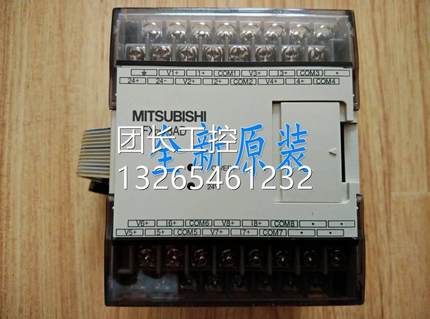 ⏚ V1+ I1+ COM1 V3+ I3+ COM3 •
24+ 24- V2+ I2+ COM2 V4+ I4+ COM4
MITSUBISHI
团长工控
全新原装
13265461232
V6+ I6+ COM6 V8+ I8+ COM8 • •
V5+ I5+ COM5 V7+ I7+ COM7 • • •